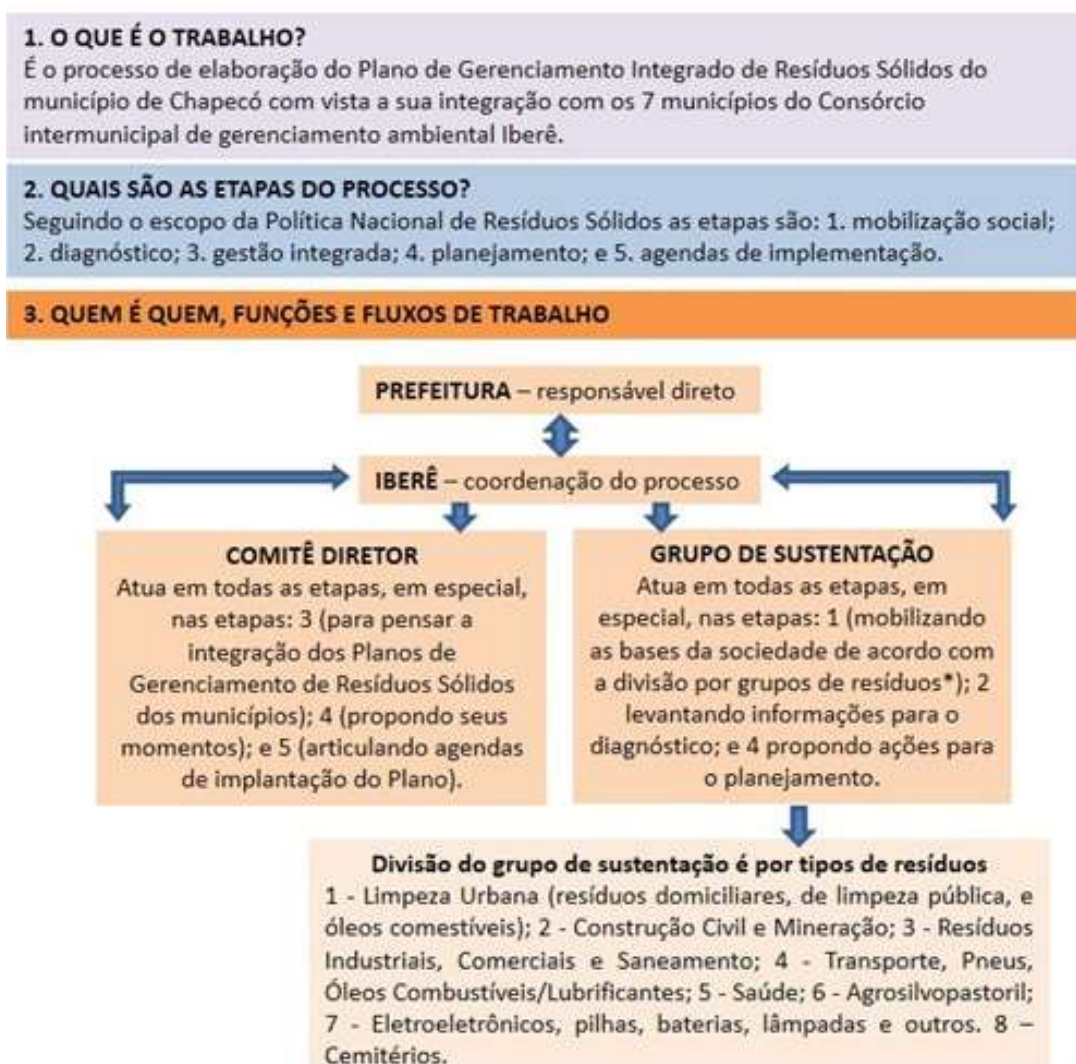 1. O QUE É O TRABALHO?
É o processo de elaboração do Plano de Gerenciamento Integrado de Resíduos Sólidos do
município de Chapecó com vista a sua integração com os 7 municípios do Consórcio
intermunicipal de gerenciamento ambiental Iberê.
2. QUAIS SÃO AS ETAPAS DO PROCESSO?
Seguindo o escopo da Política Nacional de Resíduos Sólidos as etapas são: 1. mobilização social;
2. diagnóstico; 3. gestão integrada; 4. planejamento; e 5. agendas de implementação.
3. QUEM É QUEM, FUNÇÕES E FLUXOS DE TRABALHO
PREFEITURA – responsável direto
IBERÊ – coordenação do processo
COMITÊ DIRETOR
Atua em todas as etapas, em especial,
nas etapas: 3 (para pensar a
integração dos Planos de
Gerenciamento de Resíduos Sólidos
dos municípios); 4 (propondo seus
momentos); e 5 (articulando agendas
de implantação do Plano).
GRUPO DE SUSTENTAÇÃO
Atua em todas as etapas, em
especial, nas etapas: 1 (mobilizando
as bases da sociedade de acordo com
a divisão por grupos de resíduos*); 2
levantando informações para o
diagnóstico; e 4 propondo ações para
o planejamento.
Divisão do grupo de sustentação é por tipos de resíduos
1 - Limpeza Urbana (resíduos domiciliares, de limpeza pública, e
óleos comestíveis); 2 - Construção Civil e Mineração; 3 - Resíduos
Industriais, Comerciais e Saneamento; 4 - Transporte, Pneus,
Óleos Combustíveis/Lubrificantes; 5 - Saúde; 6 - Agrosilvopastoril;
7 - Eletroeletrônicos, pilhas, baterias, lâmpadas e outros. 8 –
Cemitérios.